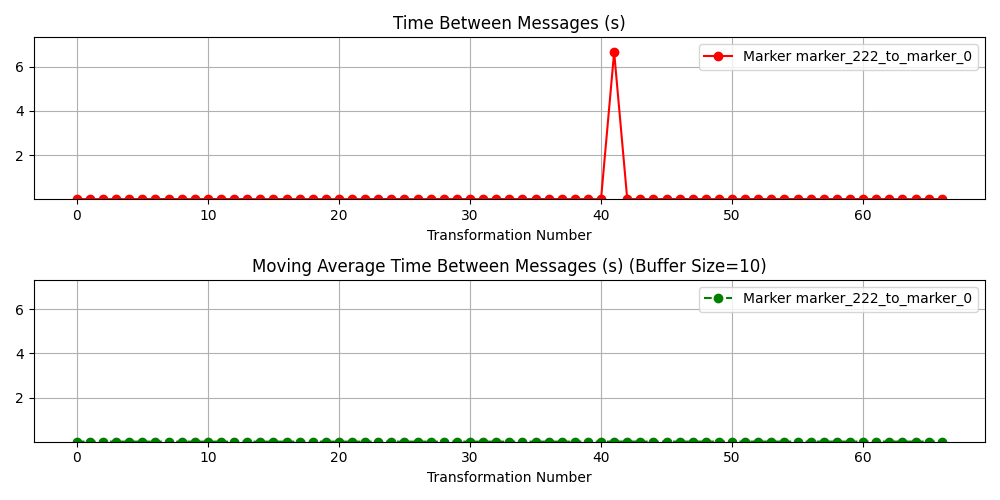 Time Between Messages (s)
Marker marker_222_to_marker_0
6
4
2
0 10 20 30 40 50 60
Transformation Number
Moving Average Time Between Messages (s) (Buffer Size=10)
Marker marker_222_to_marker_0
6
4
2
0 10 20 30 40 50 60
Transformation Number